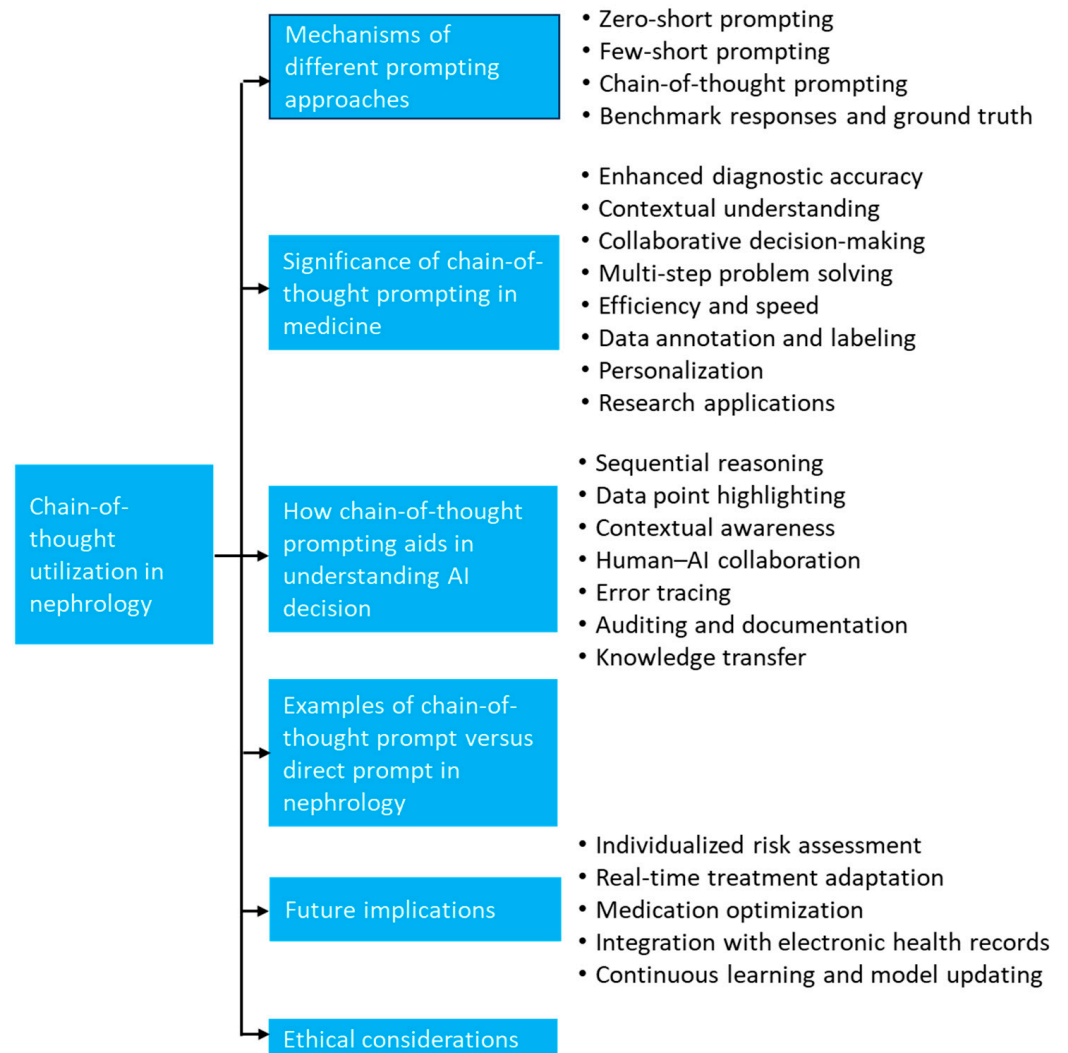 Chain-of-
thought
utilization in
nephrology
Mechanisms of
different prompting
approaches
• Zero-short prompting
• Few-short prompting
• Chain-of-thought prompting
• Benchmark responses and ground truth
Significance of chain-of-
thought prompting in
medicine
• Enhanced diagnostic accuracy
• Contextual understanding
• Collaborative decision-making
• Multi-step problem solving
• Efficiency and speed
• Data annotation and labeling
• Personalization
• Research applications
How chain-of-thought
prompting aids in
understanding AI
decision
• Sequential reasoning
• Data point highlighting
• Contextual awareness
• Human–AI collaboration
• Error tracing
• Auditing and documentation
• Knowledge transfer
Examples of chain-of-
thought prompt versus
direct prompt in
nephrology
Future implications
• Individualized risk assessment
• Real-time treatment adaptation
• Medication optimization
• Integration with electronic health records
• Continuous learning and model updating
Ethical considerations